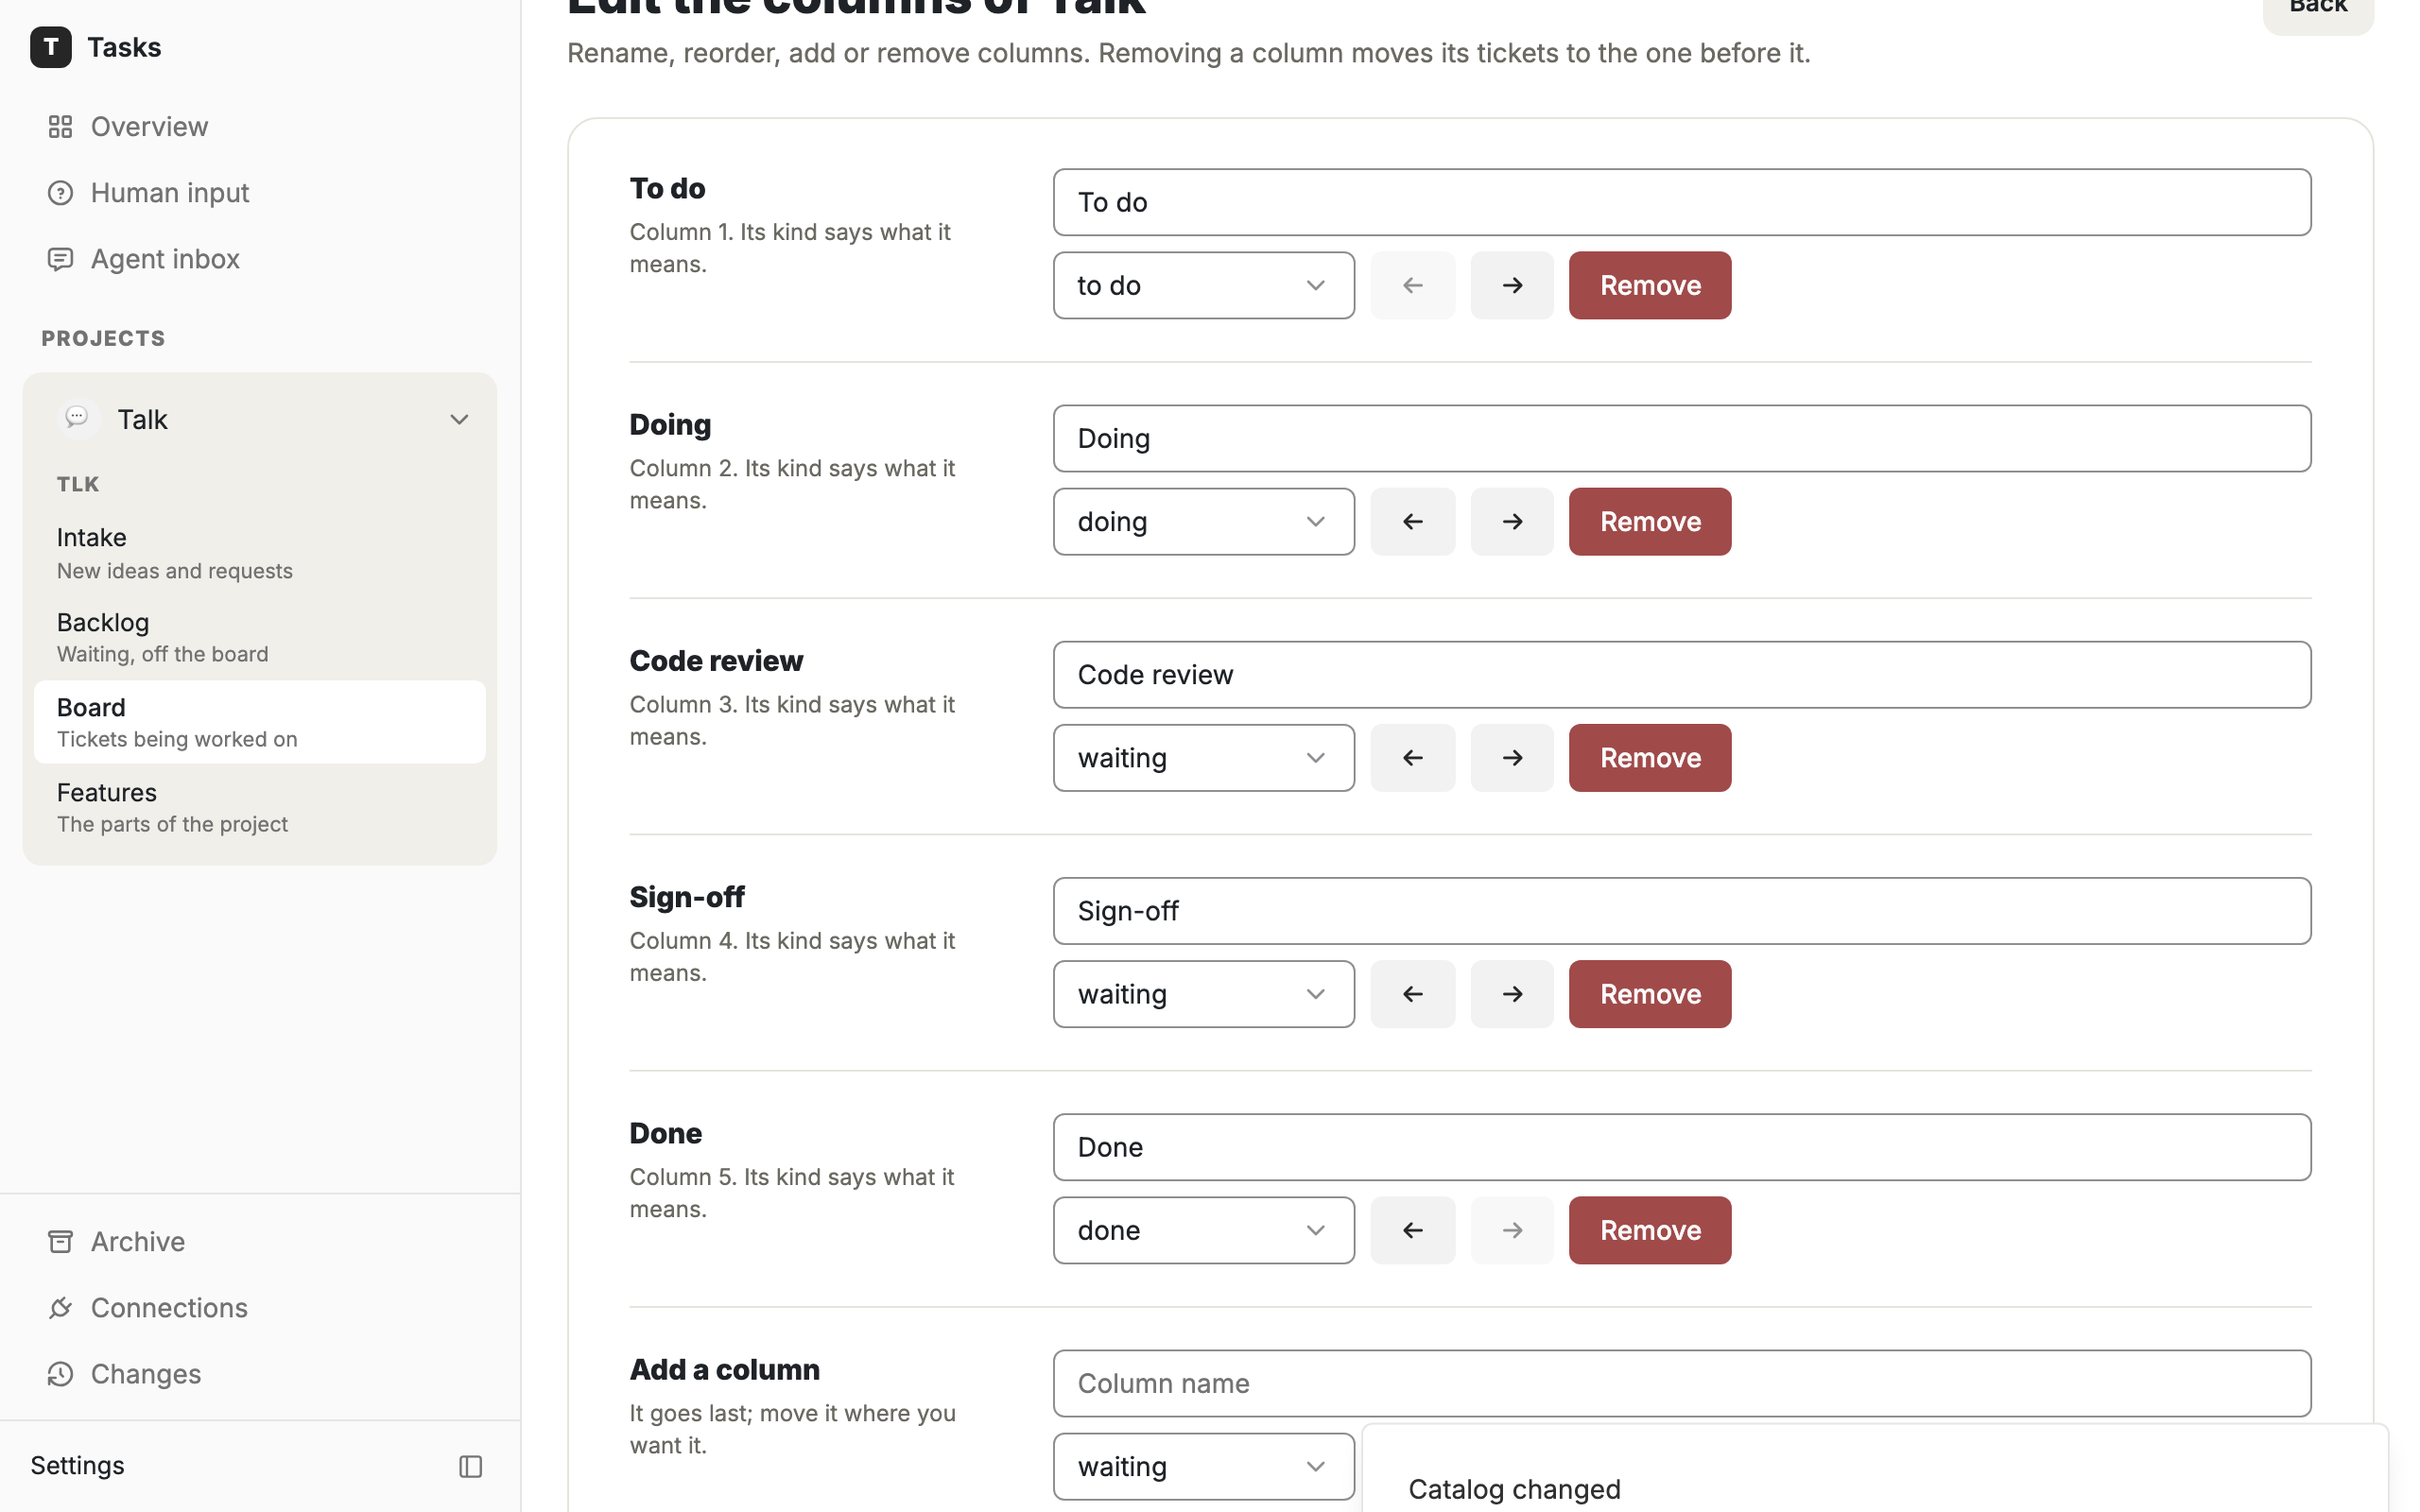 T Tasks
Overview
Human input
Agent inbox
PROJECTS
Talk
TLK
Intake
New ideas and requests
Backlog
Waiting, off the board
Board
Tickets being worked on
Features
The parts of the project
Archive
Connections
Changes
Settings
Edit the columns of Talk
Back
Rename, reorder, add or remove columns. Removing a column moves its tickets to the one before it.
To do
Column 1. Its kind says what it
means.
To do
to do
Remove
Doing
Column 2. Its kind says what it
means.
Doing
doing
Remove
Code review
Column 3. Its kind says what it
means.
Code review
waiting
Remove
Sign-off
Column 4. Its kind says what it
means.
Sign-off
waiting
Remove
Done
Column 5. Its kind says what it
means.
Done
done
Remove
Add a column
It goes last; move it where you
want it.
Column name
waiting
Catalog changed